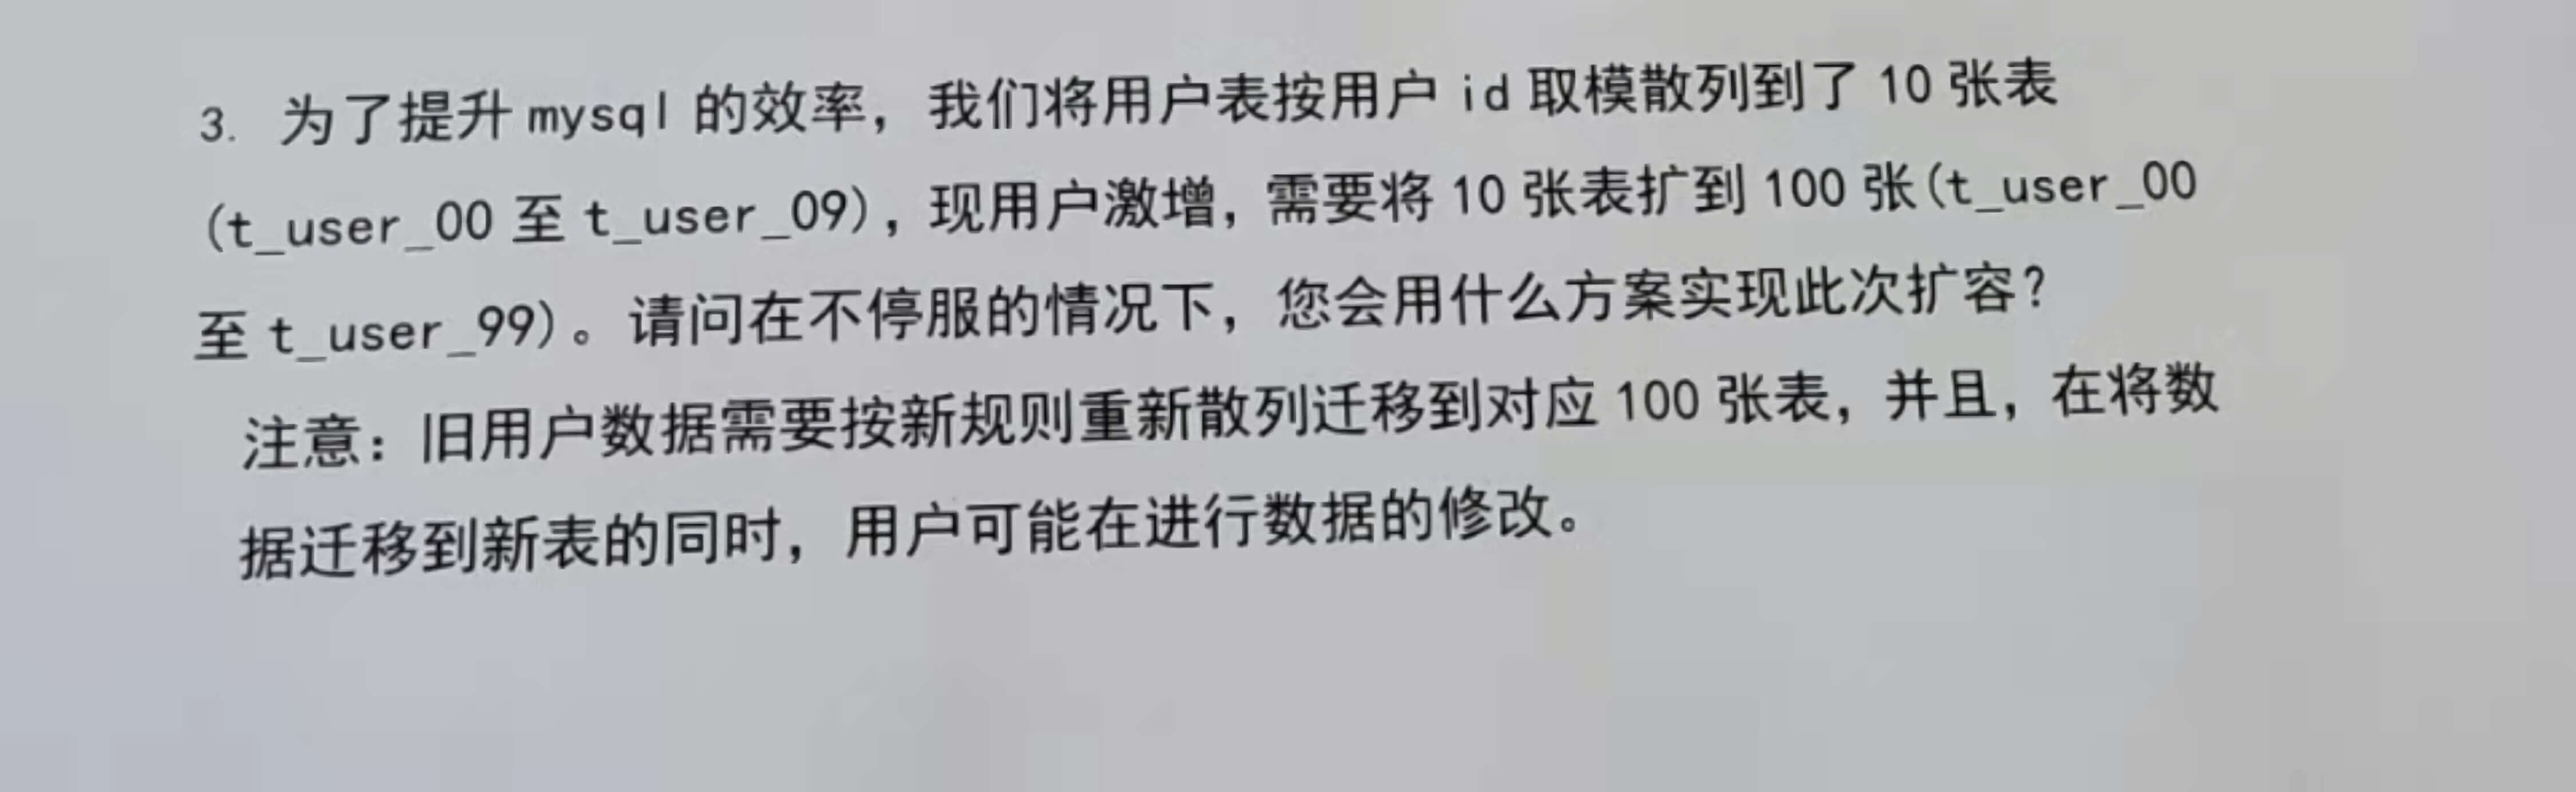 3. 为了提升 mysql 的效率，我们将用户表按用户 id 取模散列到了 10 张表
(t_user_00 至 t_user_09)，现用户激增，需要将 10 张表扩到 100 张(t_user_00
至 t_user_99)。请问在不停服的情况下，您会用什么方案实现此次扩容?
注意：旧用户数据需要按新规则重新散列迁移到对应 100 张表，并且，在将数
据迁移到新表的同时，用户可能在进行数据的修改。